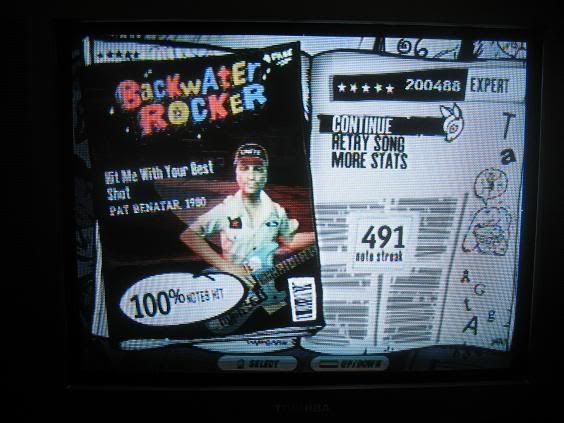 BACKWATER
ROCKER
Hit Me With Your Best
Shot
PAT BENATAR, 1980
100% NOTES HIT
200488 EXPERT
CONTINUE
RETRY SONG
MORE STATS
491
note streak
SELECT
UP/DOWN
TOSHIBA